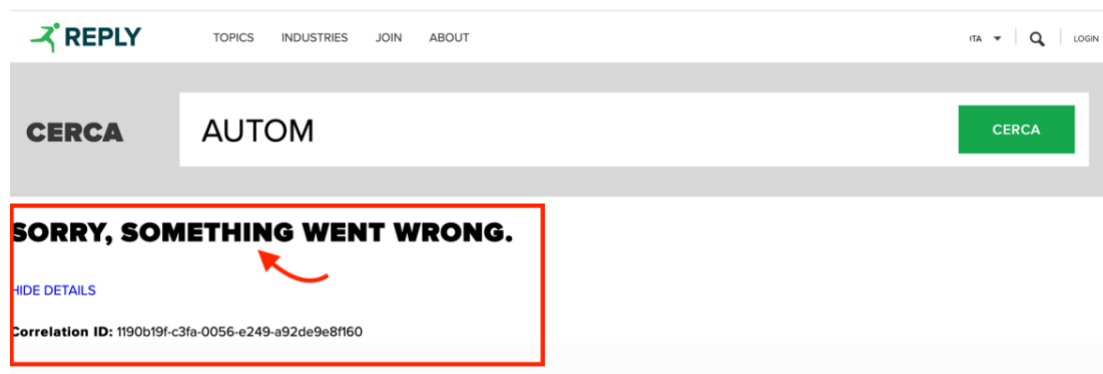 REPLY TOPICS INDUSTRIES JOIN ABOUT ITA LOGIN
CERCA AUTOM CERCA
SORRY, SOMETHING WENT WRONG.
HIDE DETAILS
Correlation ID: 1190b19f-c3fa-0056-e249-a92de9e8f160